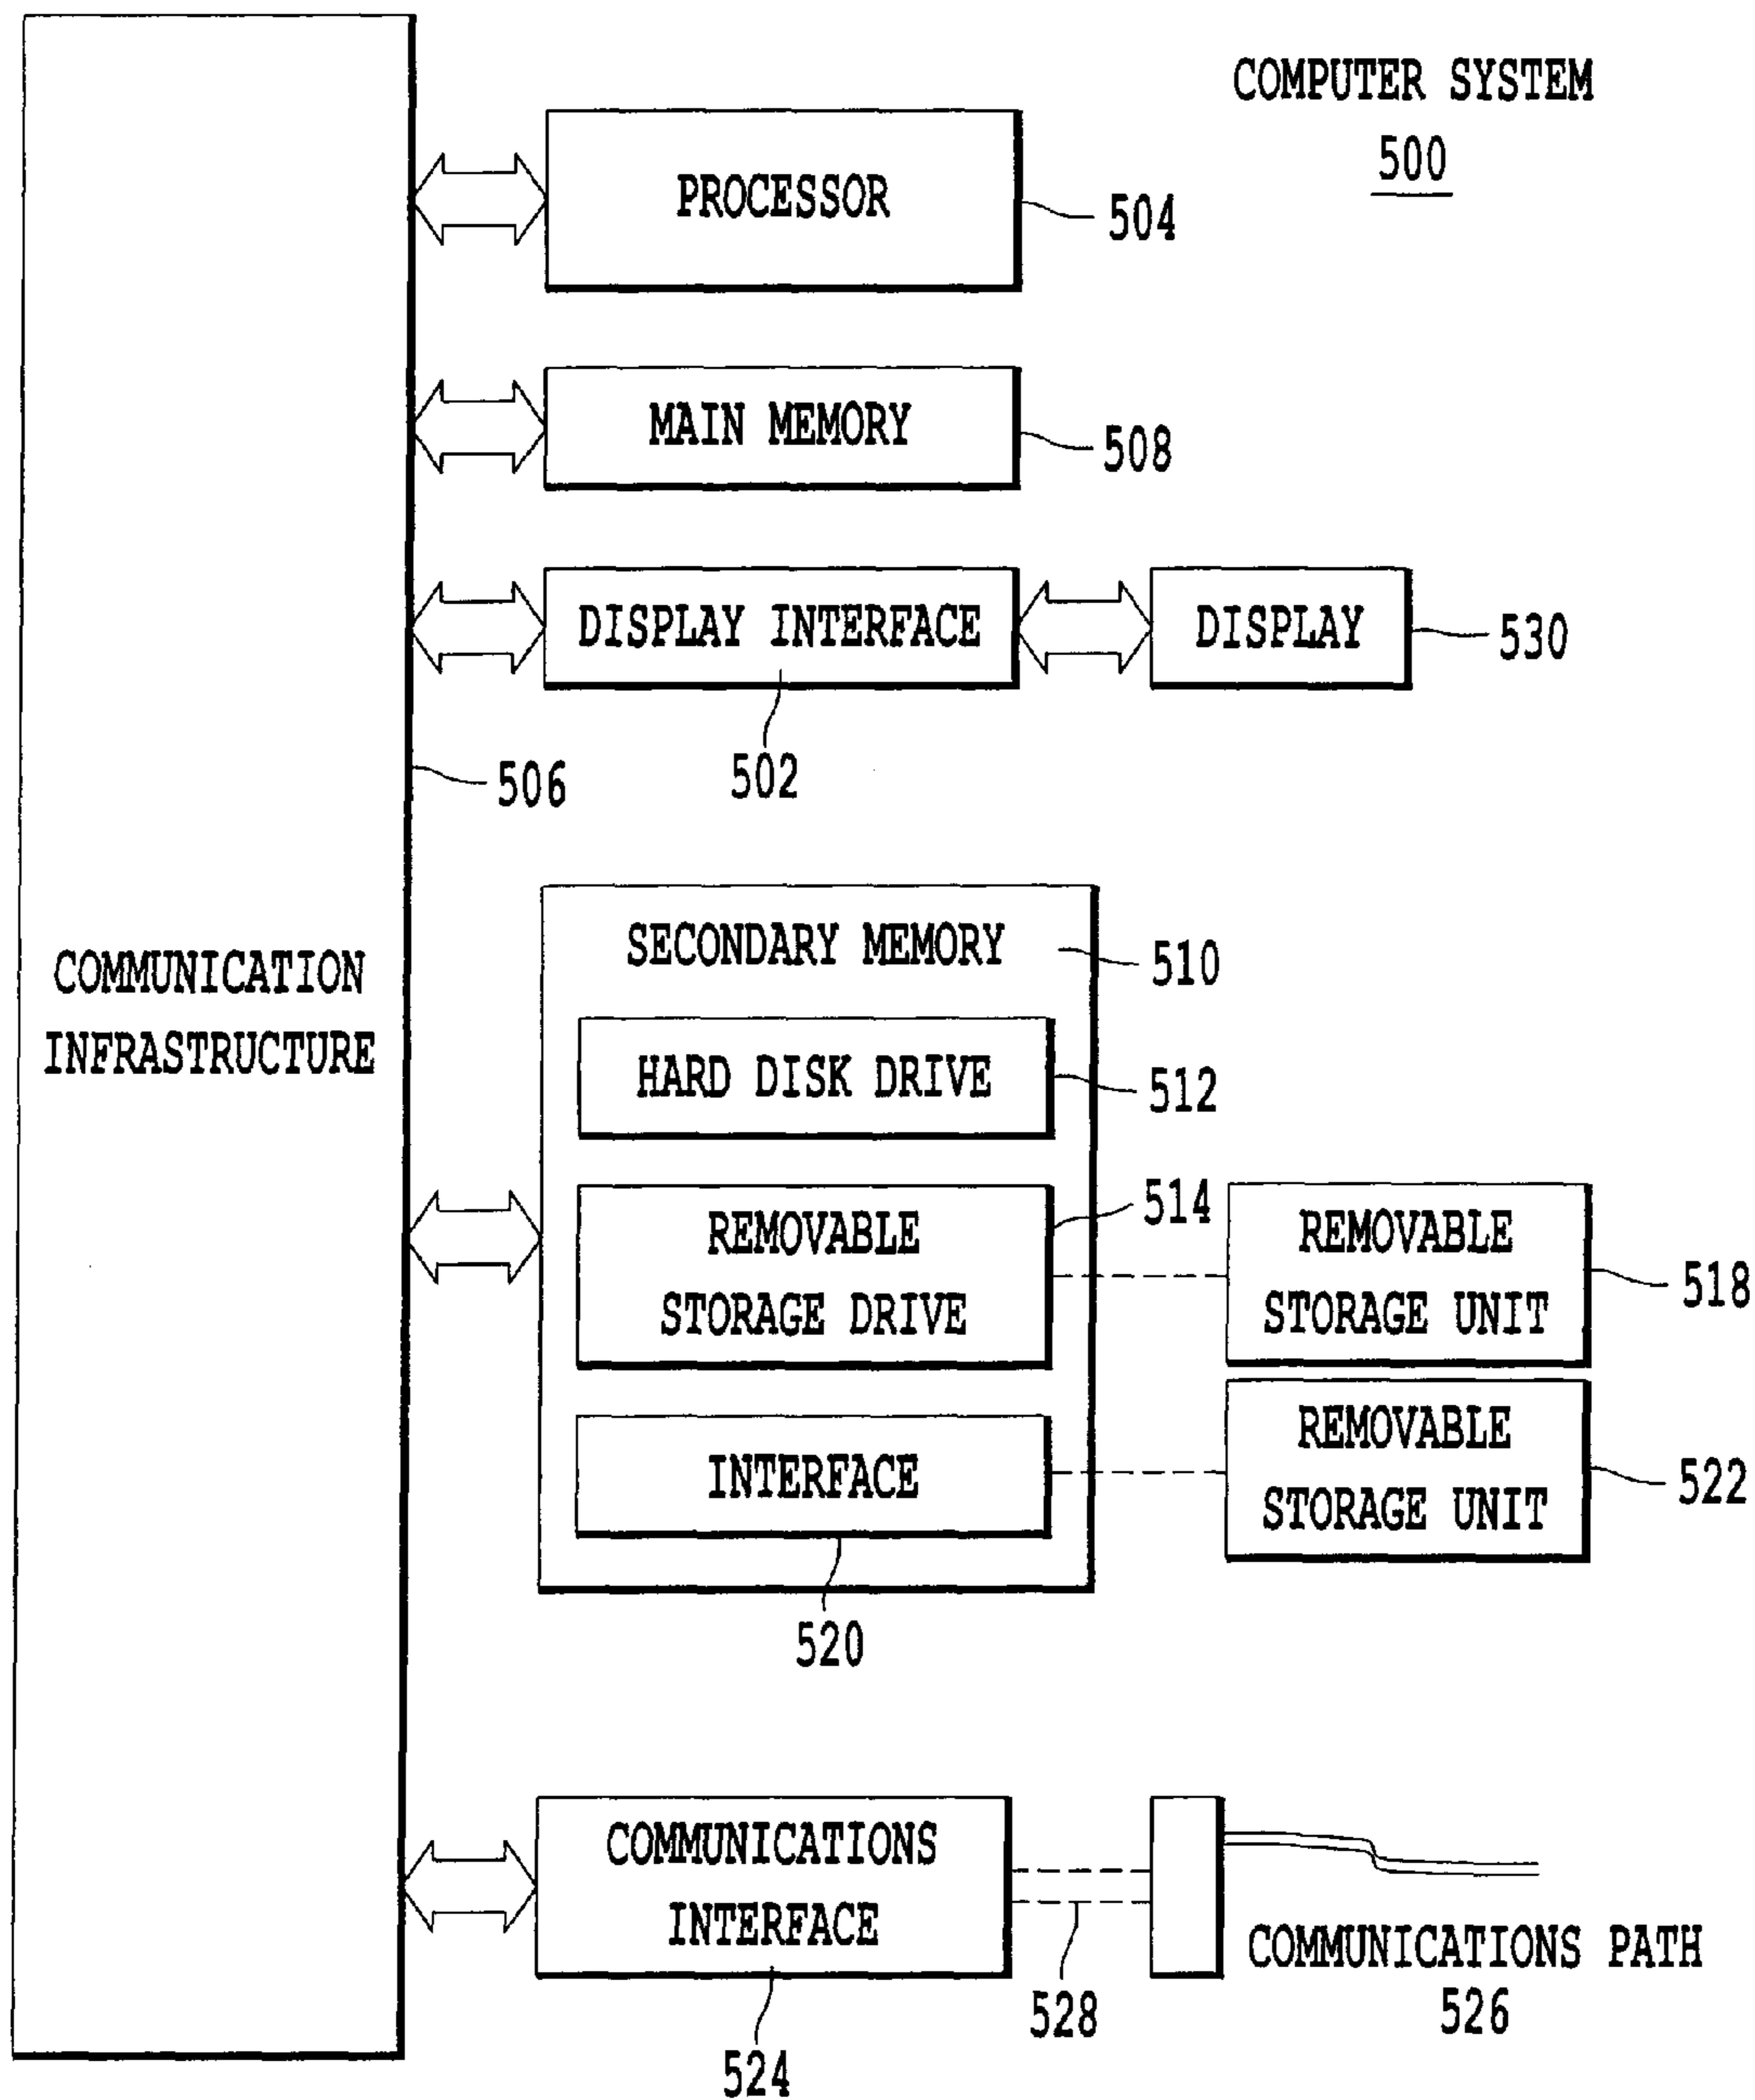 COMPUTER SYSTEM
500
PROCESSOR
504
MAIN MEMORY
508
DISPLAY INTERFACE
502
DISPLAY
530
506
COMMUNICATION
INFRASTRUCTURE
SECONDARY MEMORY
510
HARD DISK DRIVE
512
REMOVABLE
STORAGE DRIVE
514
REMOVABLE
STORAGE UNIT
518
INTERFACE
520
REMOVABLE
STORAGE UNIT
522
COMMUNICATIONS
INTERFACE
524
528
COMMUNICATIONS PATH
526